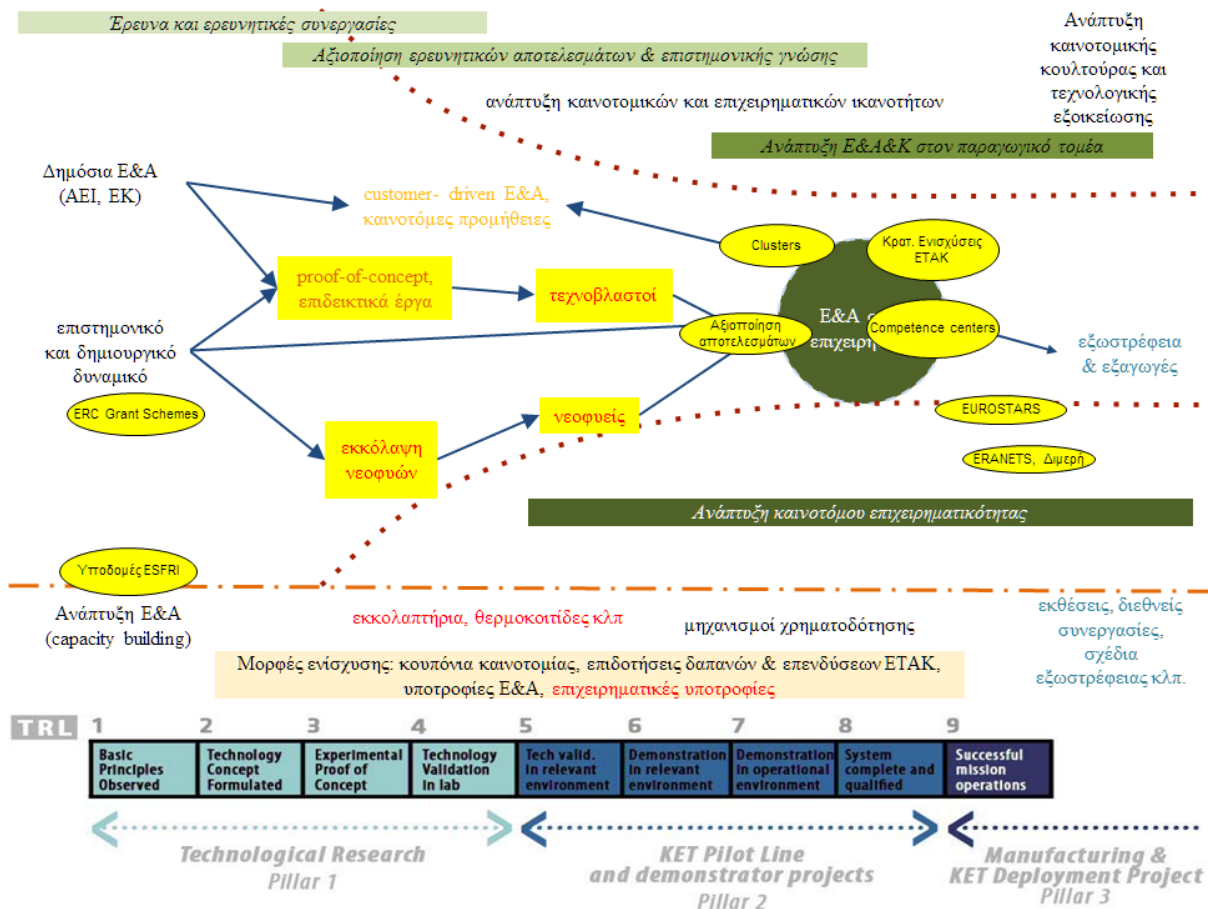 Έρευνα και ερευνητικές συνεργασίες
Αξιοποίηση ερευνητικών αποτελεσμάτων & επιστημονικής γνώσης
Ανάπτυξη
καινοτομικής
κουλτούρας και
τεχνολογικής
εξοικείωσης
ανάπτυξη καινοτομικών και επιχειρηματικών ικανοτήτων
Ανάπτυξη Ε&Α&Κ στον παραγωγικό τομέα
Δημόσια Ε&Α
(ΑΕΙ, ΕΚ)
customer- driven Ε&Α,
καινοτόμες προμήθειες
Clusters
Κρατ. Ενισχύσεις
ΕΤΑΚ
proof-of-concept,
επιδεικτικά έργα
τεχνοβλαστοί
Αξιοποίηση
αποτελεσμάτων
Ε&Α
Competence centers
επιστημονικό
και δημιουργικό
δυναμικό
εξωστρέφεια
& εξαγωγές
ERC Grant Schemes
νεοφυείς
EUROSTARS
εκκόλαψη
νεοφυών
ERANETS, Διμερή
Ανάπτυξη καινοτόμου επιχειρηματικότητας
Υποδομές ESFRI
Ανάπτυξη Ε&Α
(capacity building)
εκκολαπτήρια, θερμοκοιτίδες κλπ
μηχανισμοί χρηματοδότησης
εκθέσεις, διεθνείς
συνεργασίες,
σχέδια
εξωστρέφειας κλπ.
Μορφές ενίσχυσης: κουπόνια καινοτομίας, επιδοτήσεις δαπανών & επενδύσεων ΕΤΑΚ,
υποτροφίες Ε&Α, επιχειρηματικές υποτροφίες
TRL 1 2 3 4 5 6 7 8 9
Basic
Principles
Observed
Technology
Concept
Formulated
Experimental
Proof of
Concept
Technology
Validation
in lab
Tech valid.
in relevant
environment
Demonstration
in relevant
environment
Demonstration
in operational
environment
System
complete and
qualified
Successful
mission
operations
Technological Research
Pillar 1
KET Pilot Line
and demonstrator projects
Pillar 2
Manufacturing &
KET Deployment Project
Pillar 3